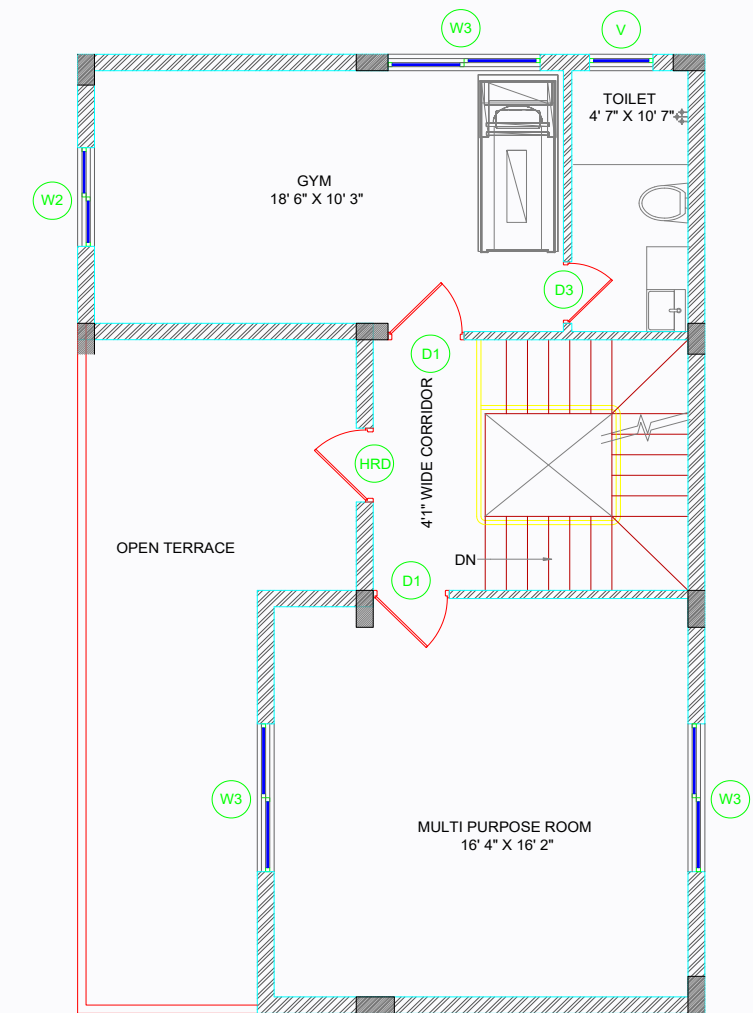 W3
V
TOILET
4' 7" X 10' 7"
GYM
18' 6" X 10' 3"
W2
D3
D1
4'1" WIDE CORRIDOR
HRD
OPEN TERRACE
DN
D1
W3
W3
MULTI PURPOSE ROOM
16' 4" X 16' 2"